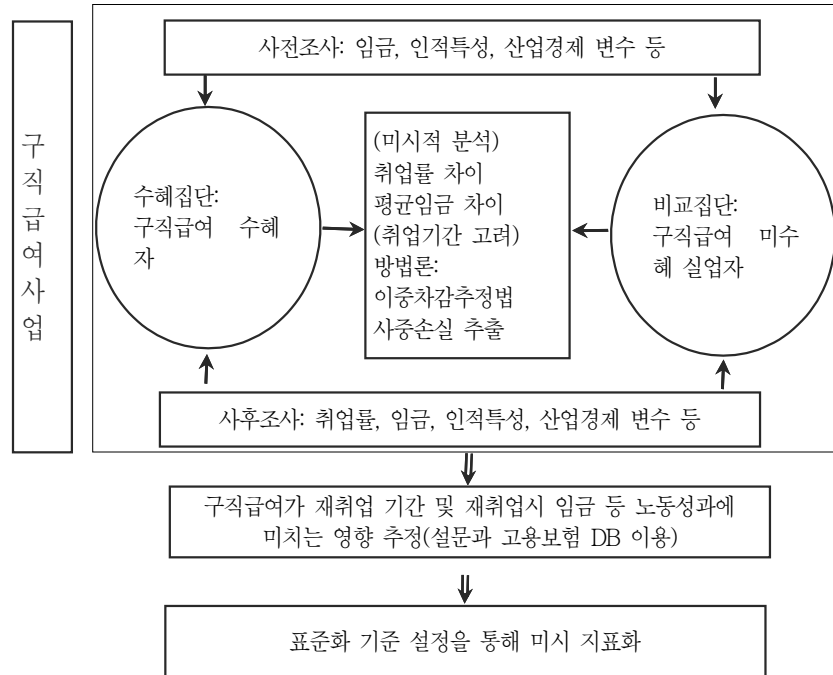 구직급여사업
사전조사: 임금, 인적특성, 산업경제 변수 등
수혜집단:
구직급여 수혜
자
(미시적 분석)
취업률 차이
평균임금 차이
(취업기간 고려)
방법론:
이중차감추정법
사중손실 추출
비교집단:
구직급여 미수
혜 실업자
사후조사: 취업률, 임금, 인적특성, 산업경제 변수 등
구직급여가 재취업 기간 및 재취업시 임금 등 노동성과에
미치는 영향 추정(설문과 고용보험 DB 이용)
표준화 기준 설정을 통해 미시 지표화